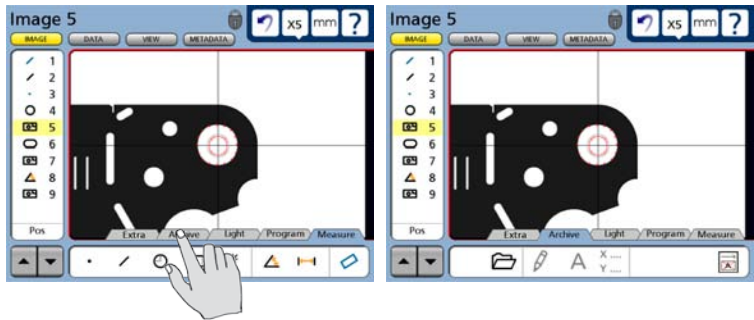 Image 5
x5 mm ?
IMAGE DATA VIEW METADATA
1
2
3
4
5
6
7
8
9
Pos
Extra Archive Light Program Measure
Image 5
x5 mm ?
IMAGE DATA VIEW METADATA
1
2
3
4
5
6
7
8
9
Pos
Extra Archive Light Program Measure
A X ....
Y .... A